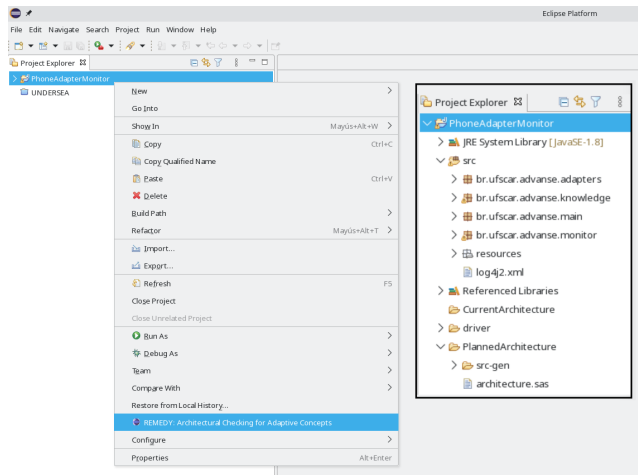 Eclipse Platform
File Edit Navigate Search Project Run Window Help
Project Explorer
PhoneAdapterMonitor
UNDERSEA
New
Go Into
Show In Mayús+Alt+W
Copy Ctrl+C
Copy Qualified Name
Paste Ctrl+V
Delete
Build Path
Refactor Mayús+Alt+T
Import...
Export...
Refresh F5
Close Project
Close Unrelated Project
Run As
Debug As
Team
Compare With
Restore from Local History...
REMEDY: Architectural Checking for Adaptive Concepts
Configure
Properties Alt+Enter
Project Explorer
PhoneAdapterMonitor
JRE System Library [JavaSE-1.8]
src
br.ufscar.advanse.adapters
br.ufscar.advanse.knowledge
br.ufscar.advanse.main
br.ufscar.advanse.monitor
resources
log4j2.xml
Referenced Libraries
CurrentArchitecture
driver
PlannedArchitecture
src-gen
architecture.sas